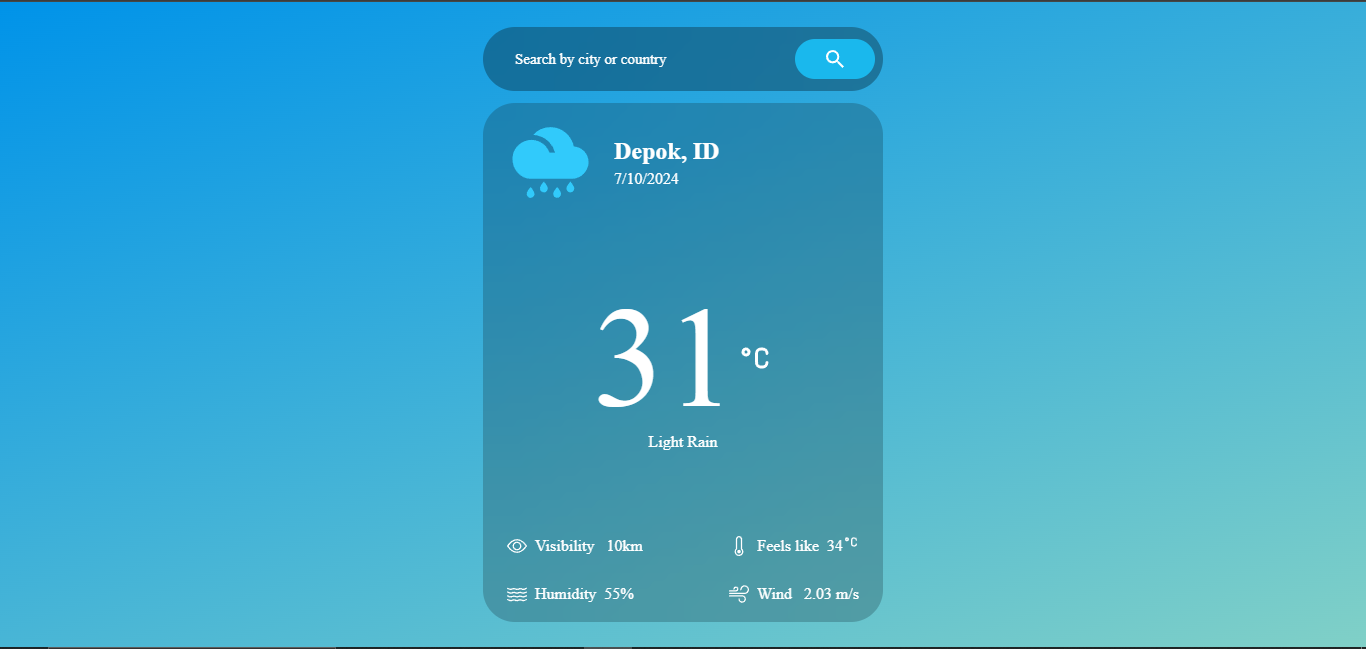 Search by city or country
Depok, ID
7/10/2024
31 °C
Light Rain
Visibility 10km
Feels like 34°C
Humidity 55%
Wind 2.03 m/s